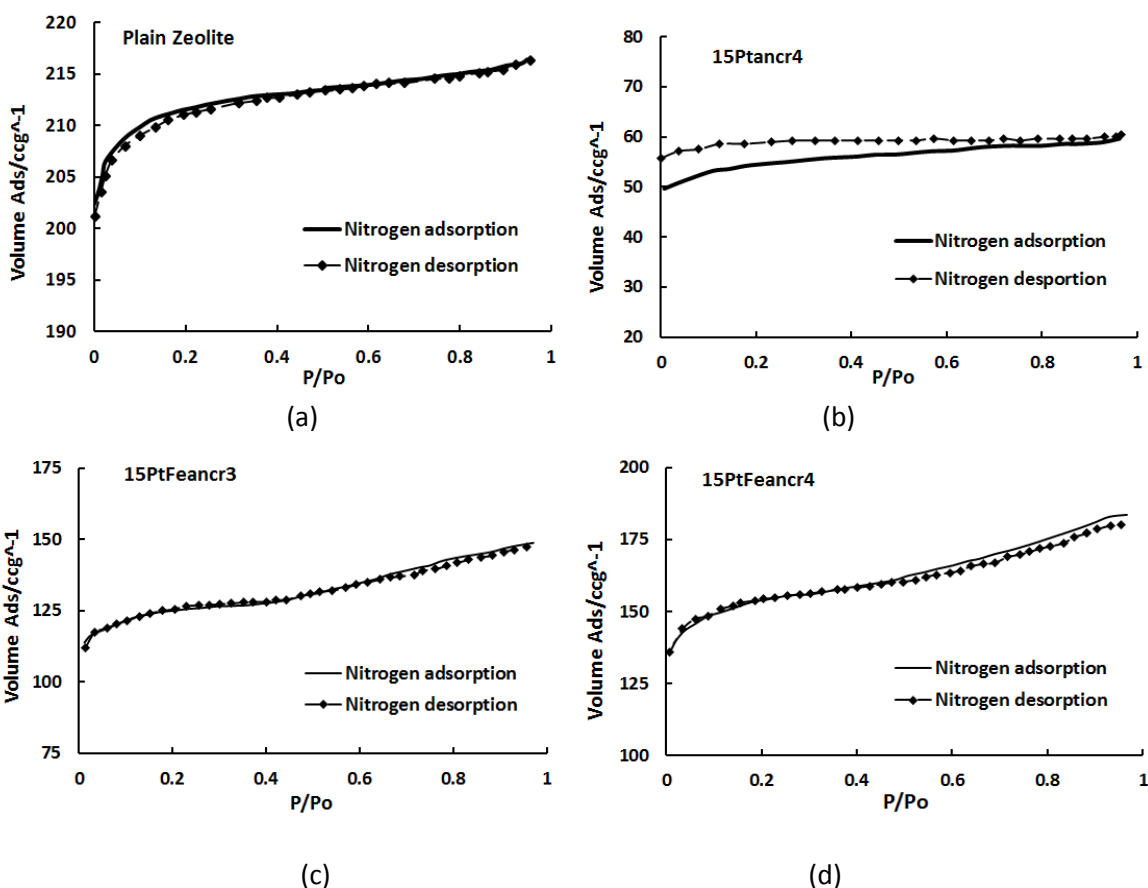 Plain Zeolite
Volume Ads/ccg^-1
220
215
210
205
200
195
190
0
0.2
0.4
0.6
0.8
1
P/Po
Nitrogen adsorption
Nitrogen desorption
(a)
15Ptancr4
Volume Ads/ccg^-1
80
70
60
50
40
30
20
0
0.2
0.4
0.6
0.8
1
P/Po
Nitrogen adsorption
Nitrogen desportion
(b)
15PtFeancr3
Volume Ads/ccg^-1
175
150
125
100
75
0
0.2
0.4
0.6
0.8
1
P/Po
Nitrogen adsorption
Nitrogen desorption
(c)
15PtFeancr4
Volume Ads/ccg^-1
200
175
150
125
100
0
0.2
0.4
0.6
0.8
1
P/Po
Nitrogen adsorption
Nitrogen desorption
(d)